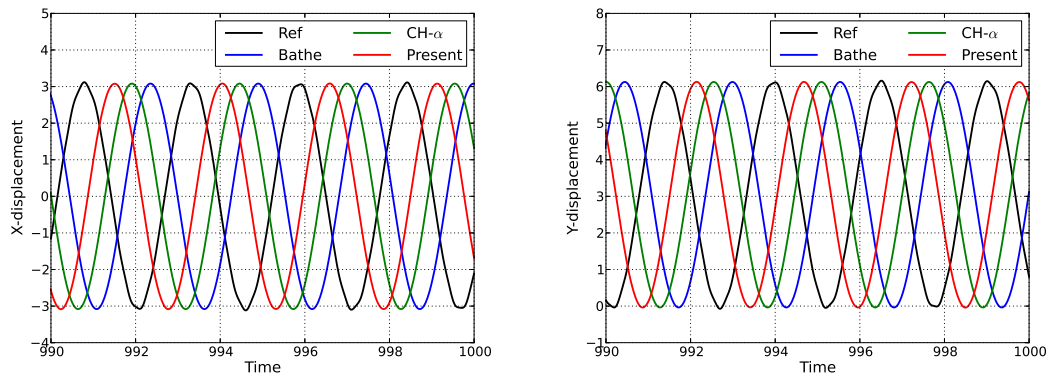 5
4
3
2
1
0
−1
−2
−3
−4
990
992
994
996
998
1000
X-displacement
Time
Ref
Bathe
CH-α
Present
8
7
6
5
4
3
2
1
0
−1
990
992
994
996
998
1000
Y-displacement
Time
Ref
Bathe
CH-α
Present